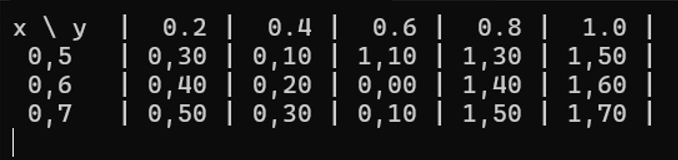 x \ y | 0.2 | 0.4 | 0.6 | 0.8 | 1.0 |
0,5 | 0,30 | 0,10 | 1,10 | 1,30 | 1,50 |
0,6 | 0,40 | 0,20 | 0,00 | 1,40 | 1,60 |
0,7 | 0,50 | 0,30 | 0,10 | 1,50 | 1,70 |